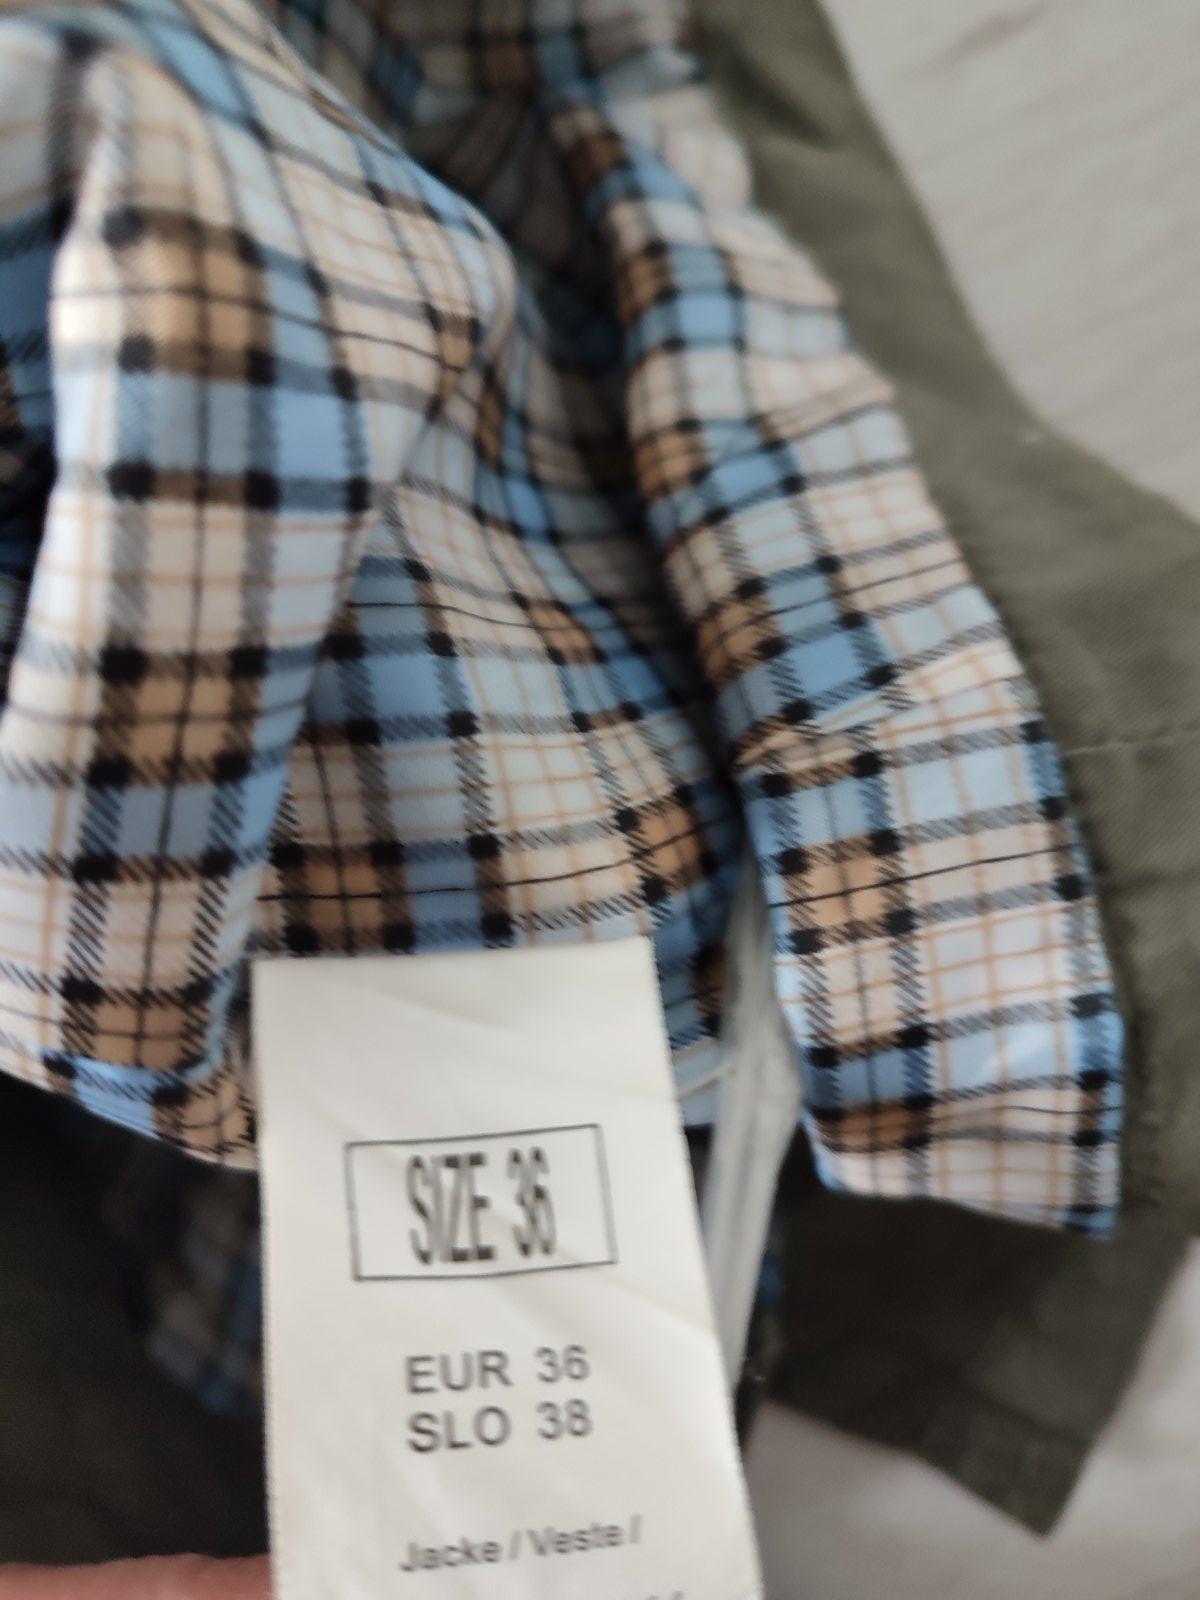 SIZE 36
EUR 36
SLO 38
Jacke / Veste /